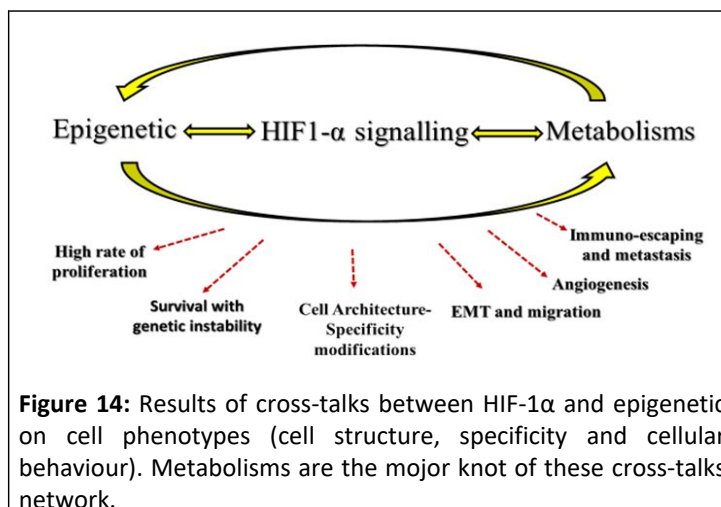 Epigenetic HIF1-α signalling Metabolisms
High rate of
proliferation
Survival with
genetic instability
Cell Architecture-
Specificity
modifications
EMT and migration
Angiogenesis
Immuno-escaping
and metastasis
Figure 14: Results of cross-talks between HIF-1α and epigenetic
on cell phenotypes (cell structure, specificity and cellular
behaviour). Metabolisms are the mojor knot of these cross-talks
network.